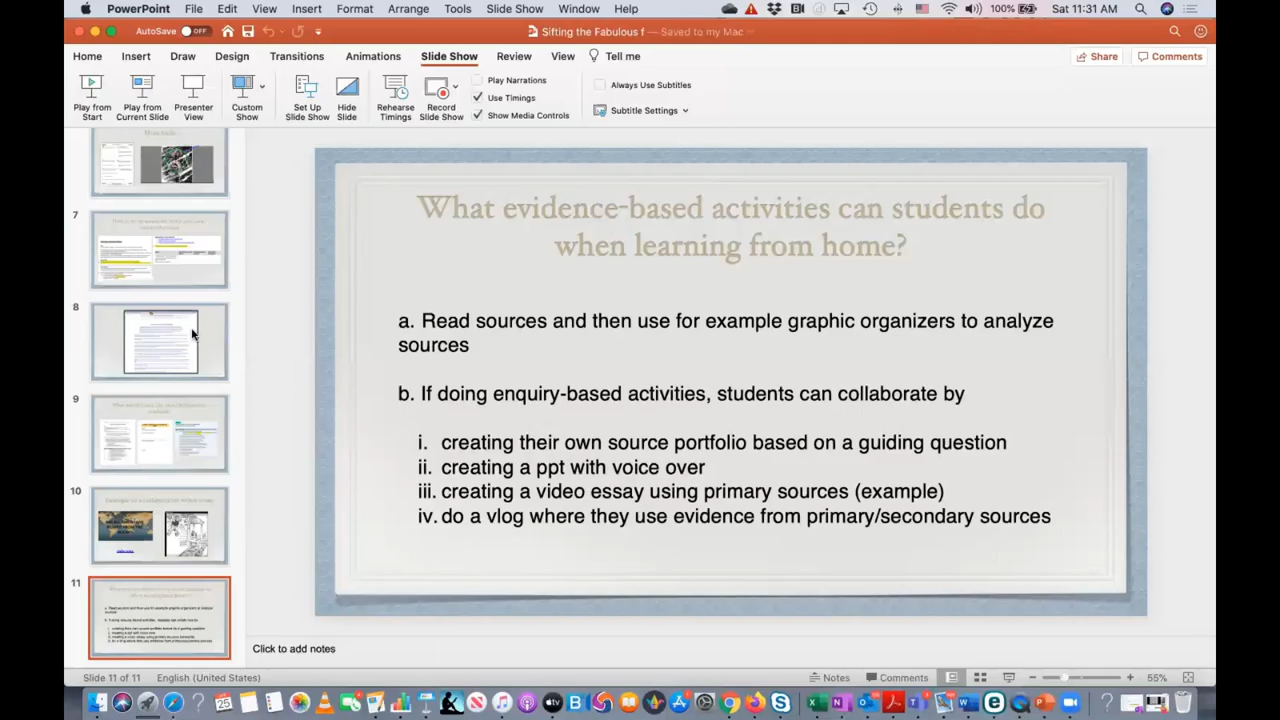 PowerPoint File Edit View Insert Format Arrange Tools Slide Show Window Help 100% Sat 11:31 AM
AutoSave OFF Sifting the Fabulous f — Saved to my Mac
Home Insert Draw Design Transitions Animations Slide Show Review View Tell me Share Comments
Play from Start
Play from Current Slide
Presenter View
Custom Show
Set Up Slide Show
Hide Slide
Rehearse Timings
Record Slide Show
Play Narrations
Use Timings
Show Media Controls
Always Use Subtitles
Subtitle Settings
7
8
9
10
11
What evidence-based activities can students do
when learning from home?
a. Read sources and then use for example graphic organizers to analyze
sources
b. If doing enquiry-based activities, students can collaborate by
i. creating their own source portfolio based on a guiding question
ii. creating a ppt with voice over
iii. creating a video essay using primary sources (example)
iv. do a vlog where they use evidence from primary/secondary sources
Click to add notes
Slide 11 of 11 English (United States) Notes Comments 55%